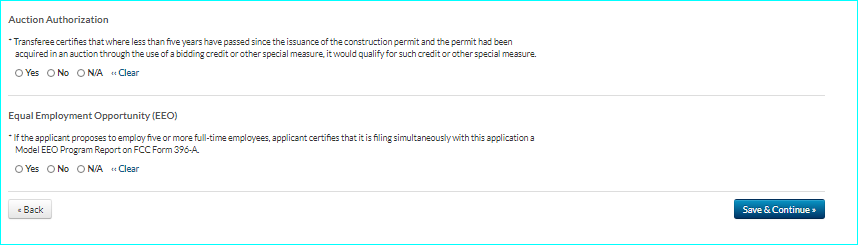 Auction Authorization
* Transferee certifies that where less than five years have passed since the issuance of the construction permit and the permit had been
acquired in an auction through the use of a bidding credit or other special measure, it would qualify for such credit or other special measure.
Yes No N/A « Clear
Equal Employment Opportunity (EEO)
* If the applicant proposes to employ five or more full-time employees, applicant certifies that it is filing simultaneously with this application a
Model EEO Program Report on FCC Form 396-A.
Yes No N/A « Clear
« Back Save & Continue »